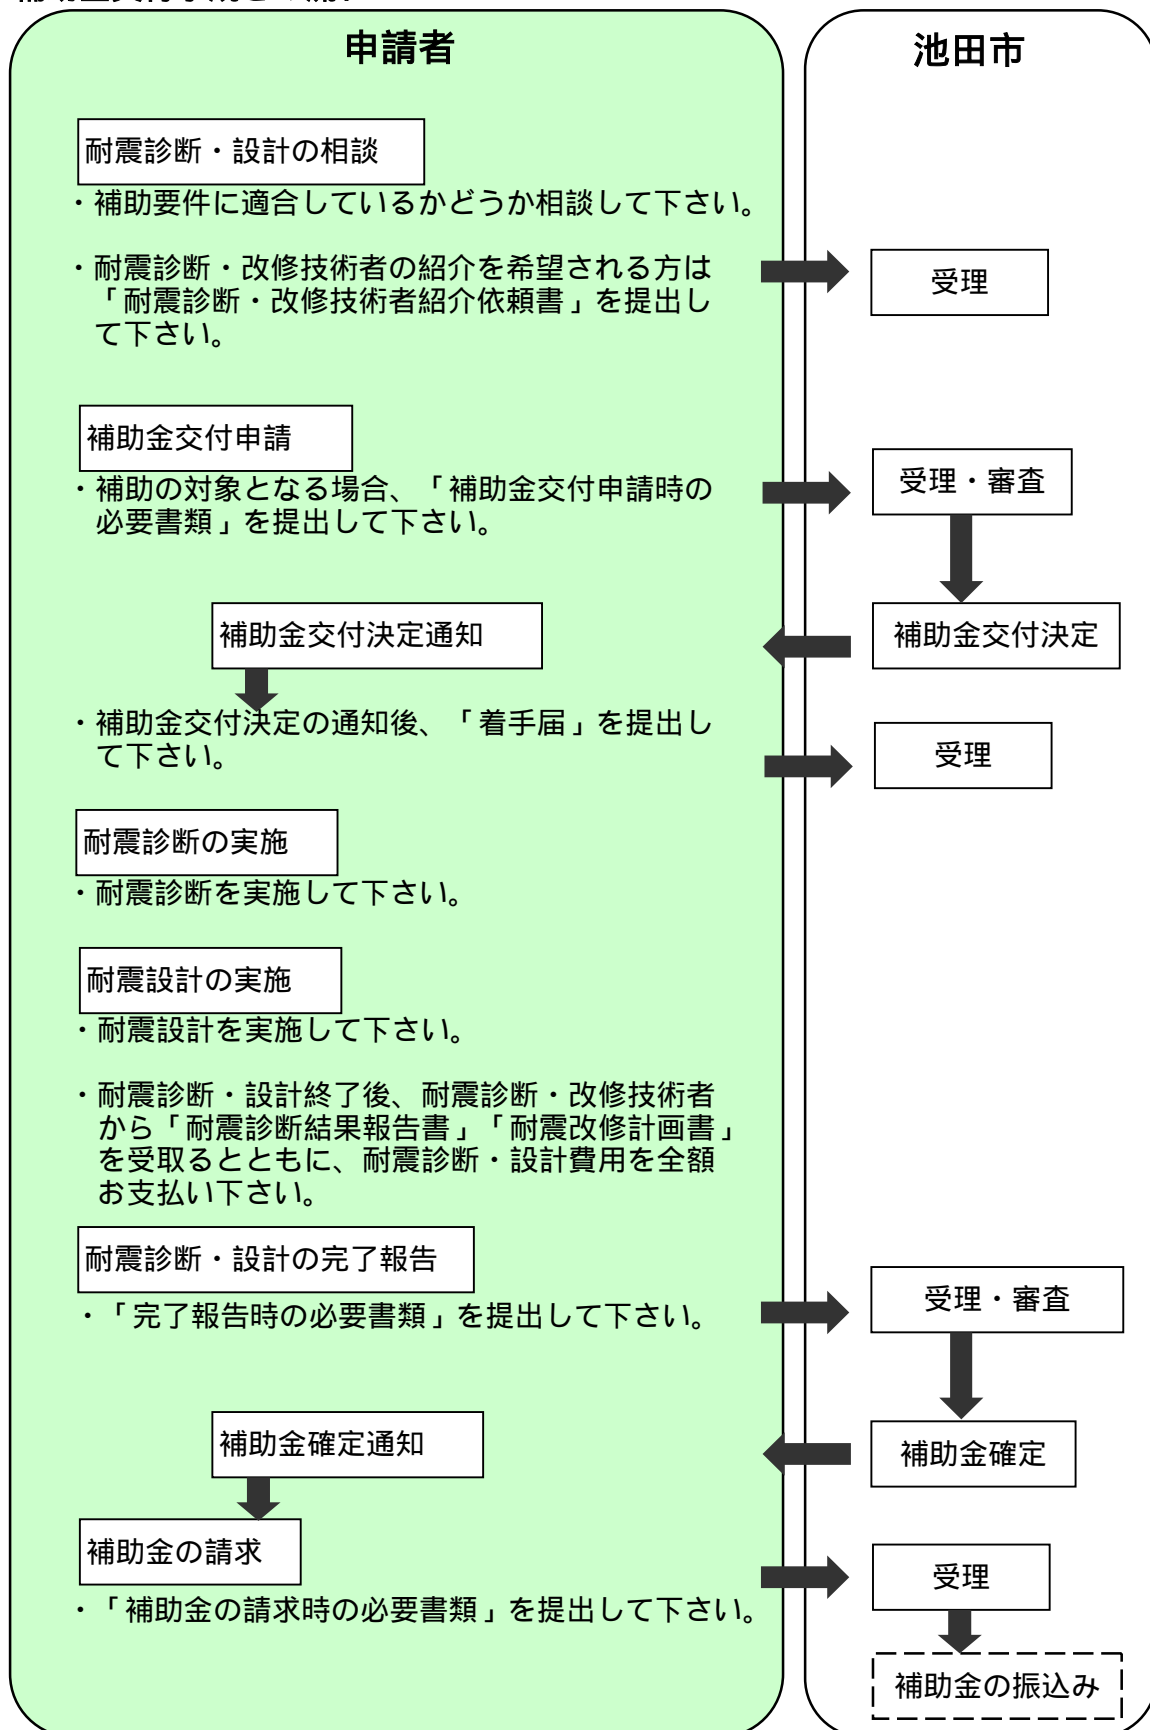 申請者
池田市
耐震診断・設計の相談
・補助要件に適合しているかどうか相談して下さい。
・耐震診断・改修技術者の紹介を希望される方は
「耐震診断・改修技術者紹介依頼書」を提出し
て下さい。
受理
補助金交付申請
・補助の対象となる場合、「補助金交付申請時の
必要書類」を提出して下さい。
受理・審査
補助金交付決定通知
補助金交付決定
・補助金交付決定の通知後、「着手届」を提出し
て下さい。
受理
耐震診断の実施
・耐震診断を実施して下さい。
耐震設計の実施
・耐震設計を実施して下さい。
・耐震診断・設計終了後、耐震診断・改修技術者
から「耐震診断結果報告書」「耐震改修計画書」
を受取るとともに、耐震診断・設計費用を全額
お支払い下さい。
耐震診断・設計の完了報告
・「完了報告時の必要書類」を提出して下さい。
受理・審査
補助金確定通知
補助金確定
補助金の請求
・「補助金の請求時の必要書類」を提出して下さい。
受理
補助金の振込み